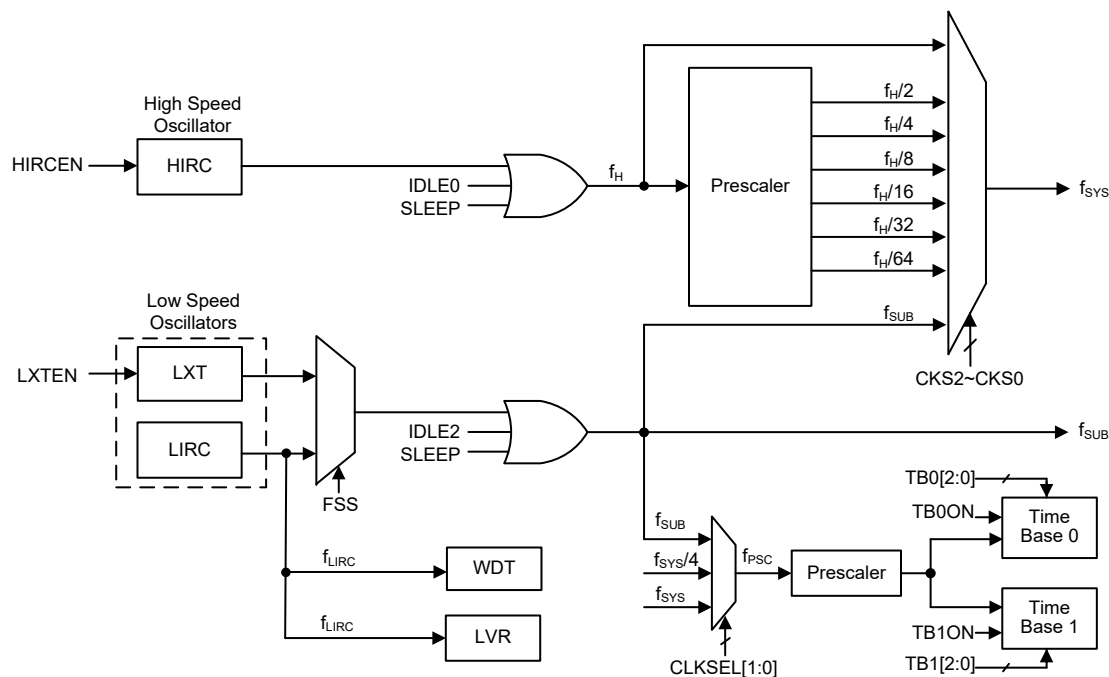 High Speed
Oscillator
HIRCEN
HIRC
IDLE0
SLEEP
fH
Prescaler
fH/2
fH/4
fH/8
fH/16
fH/32
fH/64
fSUB
fSYS
CKS2~CKS0
Low Speed
Oscillators
LXTEN
LXT
LIRC
FSS
IDLE2
SLEEP
fSUB
fLIRC
WDT
fLIRC
LVR
fSUB
fSYS/4
fSYS
CLKSEL[1:0]
fPSC
Prescaler
TB0[2:0]
TB0ON
Time
Base 0
Time
Base 1
TB1ON
TB1[2:0]